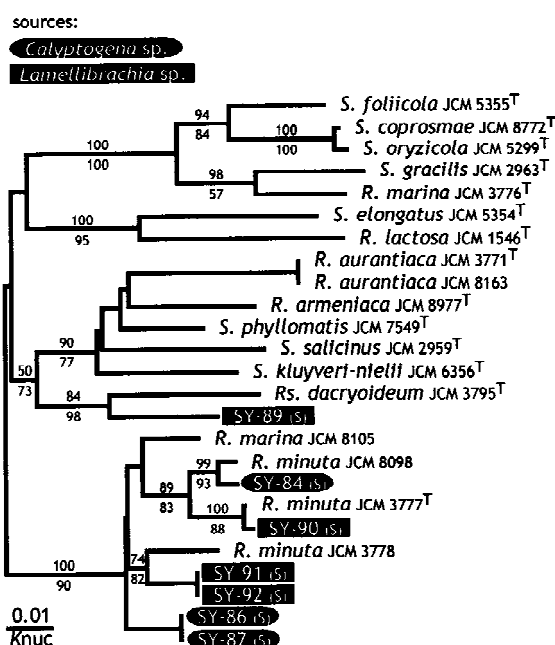 sources:
Calyptogena sp.
Lamellibrachia sp.
94
84
S. foliicola JCM 5355T
100
100
S. coprosmae JCM 8772T
S. oryzicola JCM 5299T
100
100
98
57
S. gracilis JCM 2963T
R. marina JCM 3776T
100
95
S. elongatus JCM 5354T
R. lactosa JCM 1546T
R. aurantiaca JCM 3771T
R. aurantiaca JCM 8163
R. armeniaca JCM 8977T
S. phyllomatis JCM 7549T
90
77
S. salicinus JCM 2959T
S. kluyveri-nielii JCM 6356T
50
73
84
98
Rs. dacryoideum JCM 3795T
SY-89 (S)
R. marina JCM 8105
99
93
R. minuta JCM 8098
SY-84 (S)
89
83
100
88
R. minuta JCM 3777T
SY-90 (S)
74
82
R. minuta JCM 3778
SY-91 (S)
SY-92 (S)
100
90
SY-86 (S)
SY-87 (S)
0.01
Knuc